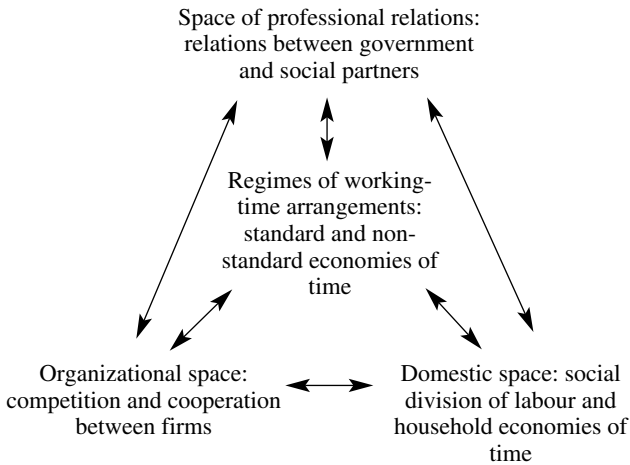 Space of professional relations:
relations between government
and social partners
Regimes of working-
time arrangements:
standard and non-
standard economies of
time
Organizational space:
competition and cooperation
between firms
Domestic space: social
division of labour and
household economies of
time